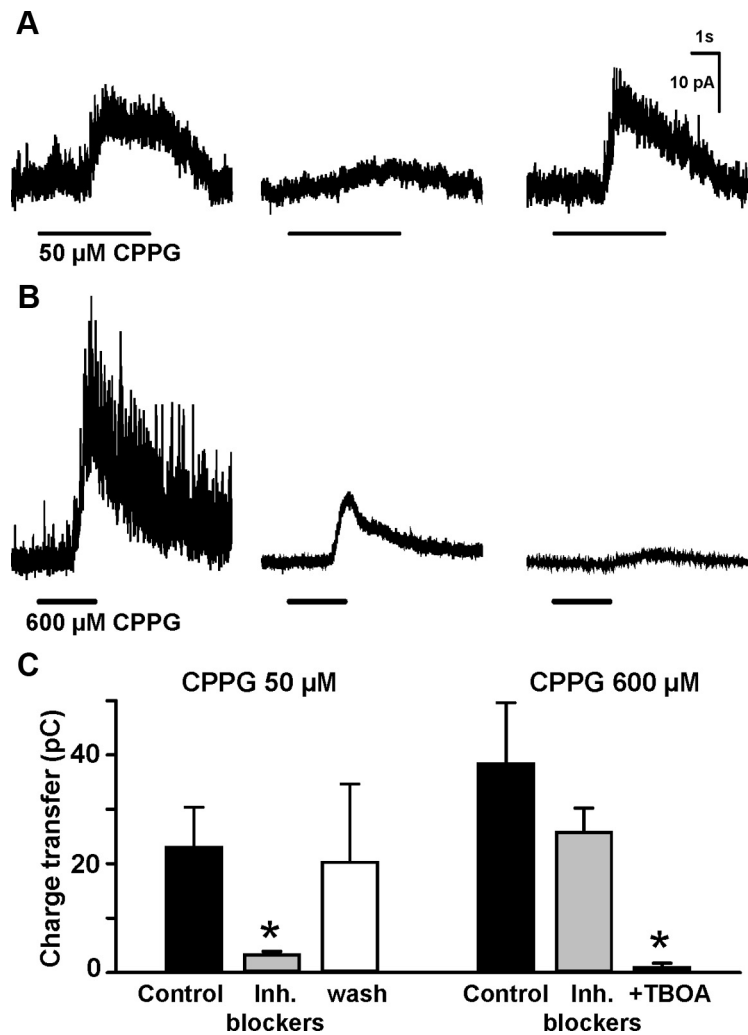 A
1s
10 pA
50 µM CPPG
B
600 µM CPPG
C
CPPG 50 µM
CPPG 600 µM
Charge transfer (pC)
40
20
0
*
*
Control
Inh. blockers
wash
Control
Inh. blockers
+TBOA